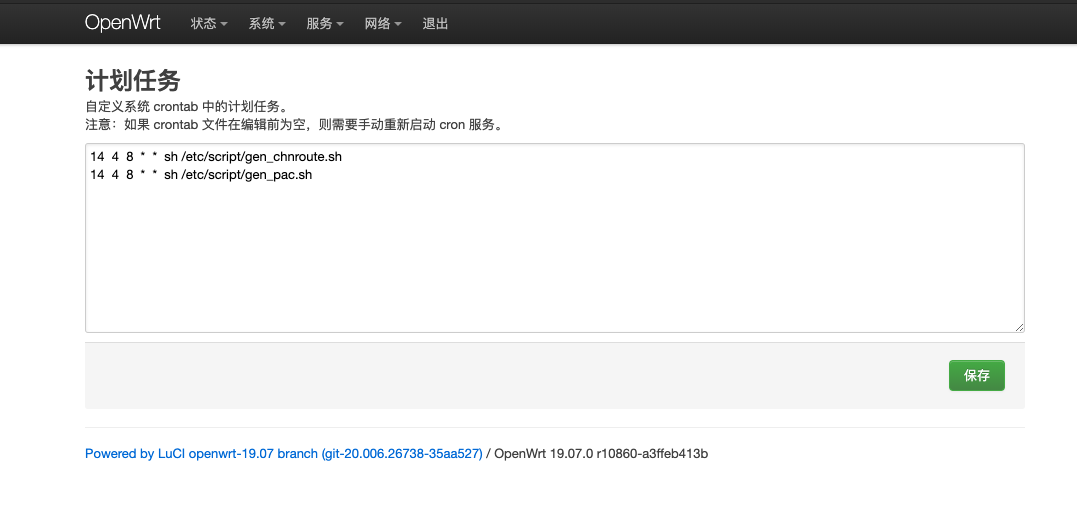 OpenWrt 状态 系统 服务 网络 退出
计划任务
自定义系统 crontab 中的计划任务。
注意：如果 crontab 文件在编辑前为空，则需要手动重新启动 cron 服务。
14 4 8 * * sh /etc/script/gen_chnroute.sh
14 4 8 * * sh /etc/script/gen_pac.sh
保存
Powered by LuCI openwrt-19.07 branch (git-20.006.26738-35aa527) / OpenWrt 19.07.0 r10860-a3ffeb413b